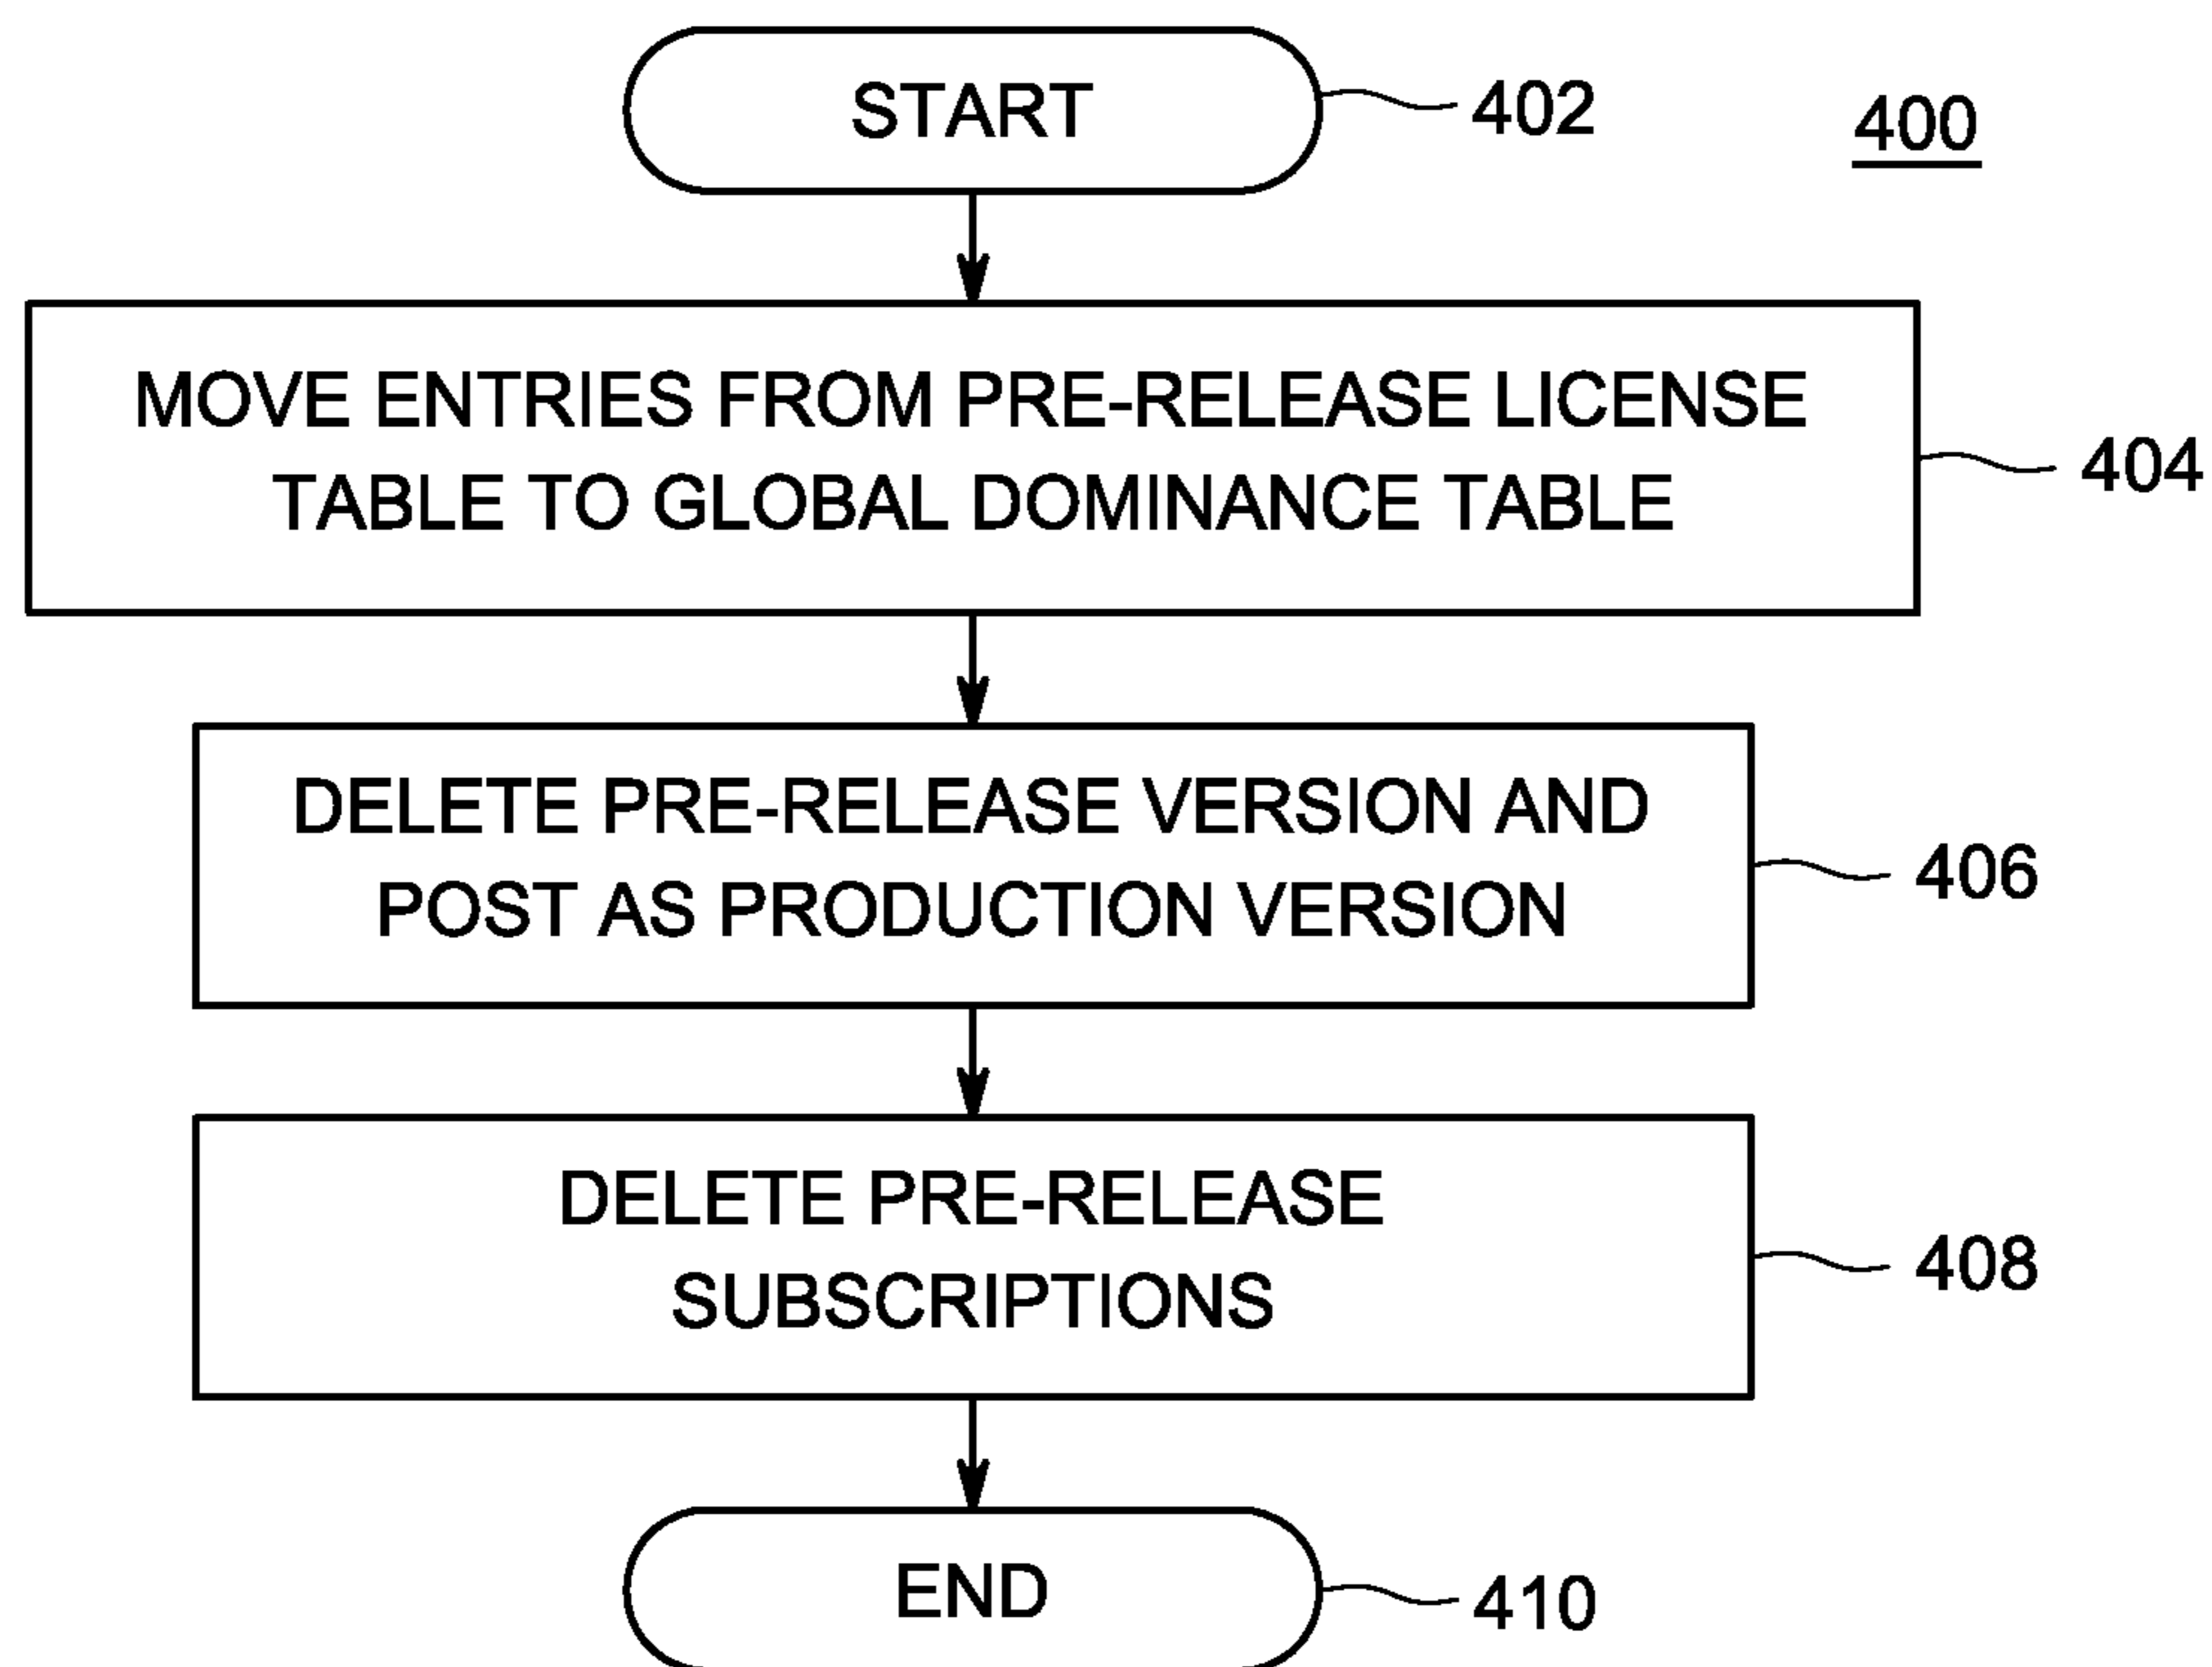 START
402
400
MOVE ENTRIES FROM PRE-RELEASE LICENSE
TABLE TO GLOBAL DOMINANCE TABLE
404
DELETE PRE-RELEASE VERSION AND
POST AS PRODUCTION VERSION
406
DELETE PRE-RELEASE
SUBSCRIPTIONS
408
END
410